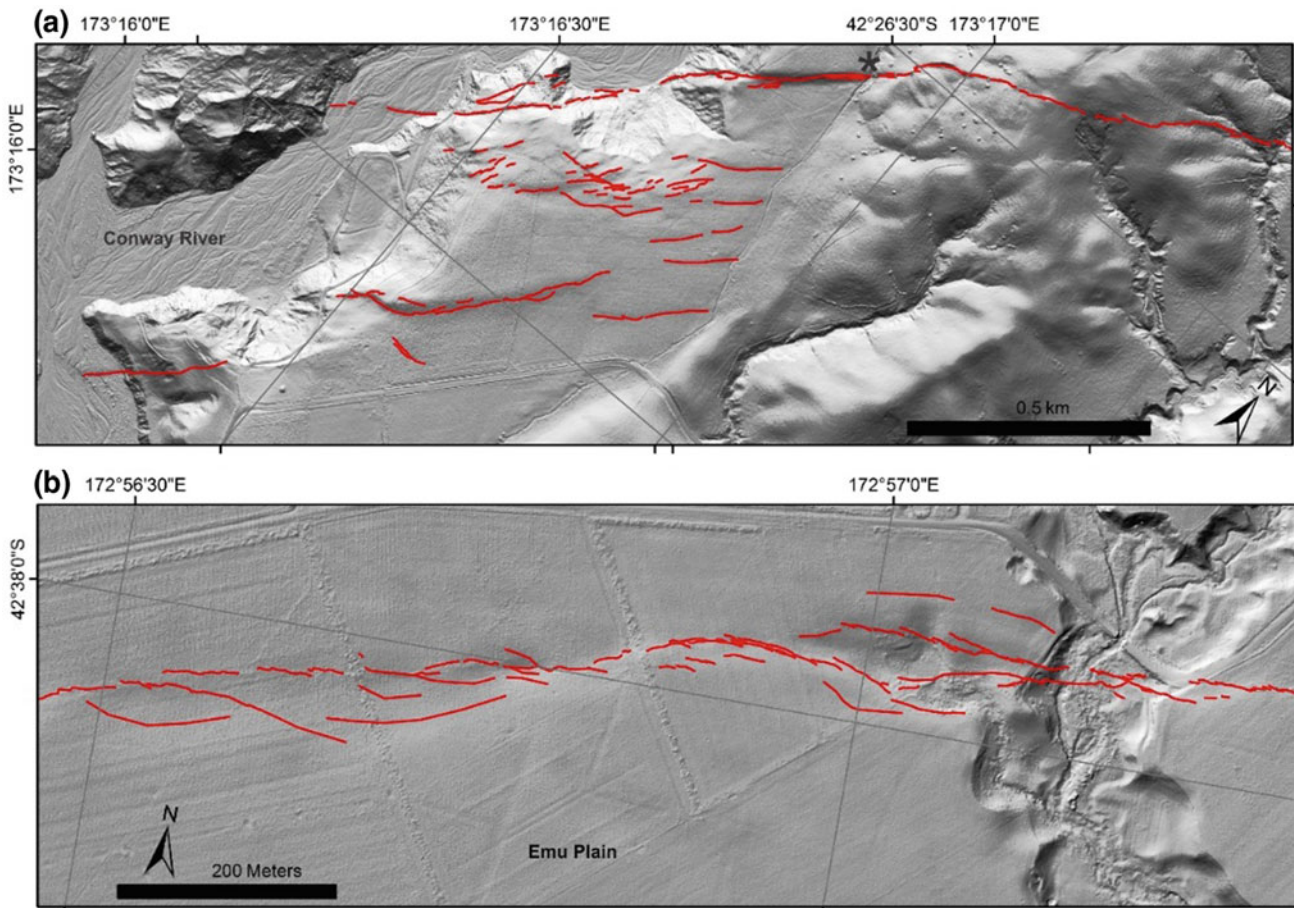 (a)
173°16'0"E
173°16'30"E
42°26'30"S
173°17'0"E
*
173°16'0"E
Conway River
0.5 km
N
(b)
172°56'30"E
172°57'0"E
42°38'0"S
N
200 Meters
Emu Plain